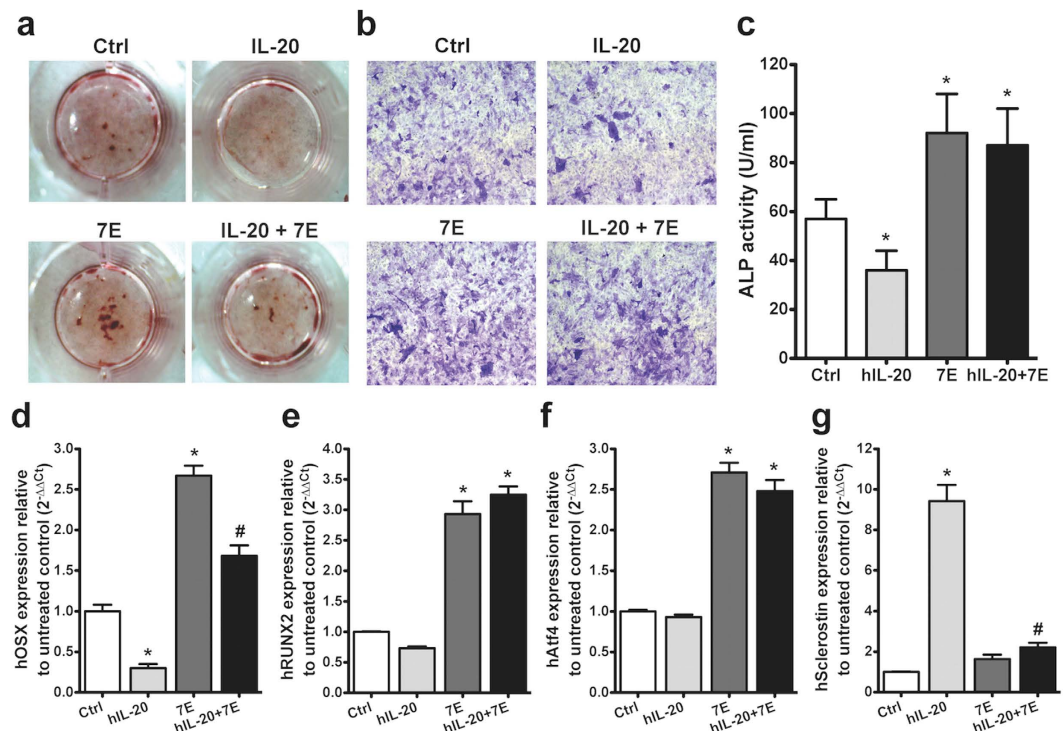 a
Ctrl
IL-20
7E
IL-20 + 7E
b
Ctrl
IL-20
7E
IL-20 + 7E
c
ALP activity (U/ml)
120
100
80
60
40
20
0
*
*
*
Ctrl
hIL-20
7E
hIL-20+7E
d
hOSX expression relative
to untreated control (2-ΔΔCt)
3.0
2.5
2.0
1.5
1.0
0.5
0.0
*
*
#
Ctrl
hIL-20
7E
hIL-20+7E
e
hRUNX2 expression relative
to untreated control (2-ΔΔCt)
4.0
3.5
3.0
2.5
2.0
1.5
1.0
0.5
0.0
*
*
Ctrl
hIL-20
7E
hIL-20+7E
f
hAtf4 expression relative
to untreated control (2-ΔΔCt)
3.0
2.5
2.0
1.5
1.0
0.5
0.0
*
*
Ctrl
hIL-20
7E
hIL-20+7E
g
hSclerostin expression relative
to untreated control (2-ΔΔCt)
12
10
8
6
4
2
0
*
#
Ctrl
hIL-20
7E
hIL-20+7E